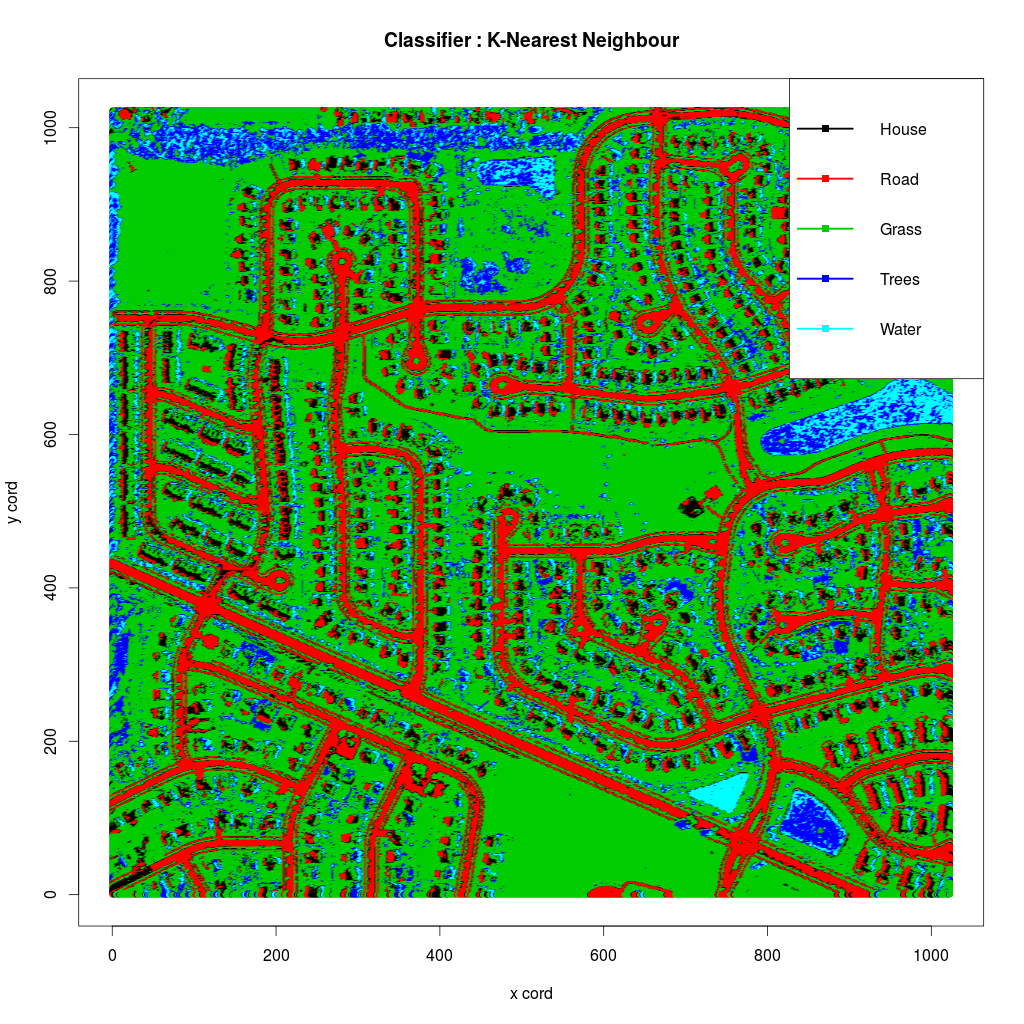 Classifier : K-Nearest Neighbour
House
Road
Grass
Trees
Water
y cord
1000
800
600
400
200
0
0 200 400 600 800 1000
x cord